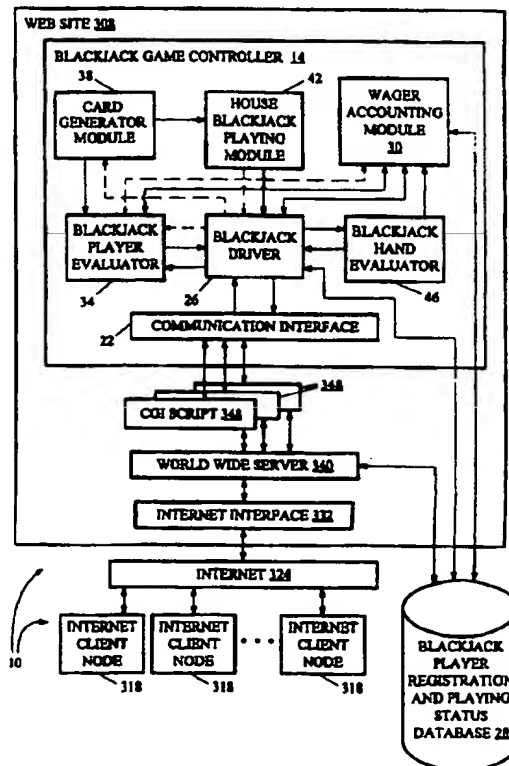 WEB SITE 308
BLACKJACK GAME CONTROLLER 14
38
42
CARD
GENERATOR
MODULE
HOUSE
BLACKJACK
PLAYING
MODULE
WAGER
ACCOUNTING
MODULE
30
BLACKJACK
PLAYER
EVALUATOR
BLACKJACK
DRIVER
BLACKJACK
HAND
EVALUATOR
34
26
46
22
COMMUNICATION INTERFACE
348
CGI SCRIPT 348
WORLD WIDE SERVER 340
INTERNET INTERFACE 332
INTERNET 324
10
INTERNET
CLIENT
NODE
INTERNET
CLIENT
NODE
INTERNET
CLIENT
NODE
318
318
318
BLACKJACK
PLAYER
REGISTRATION
AND PLAYING
STATUS
DATABASE 28